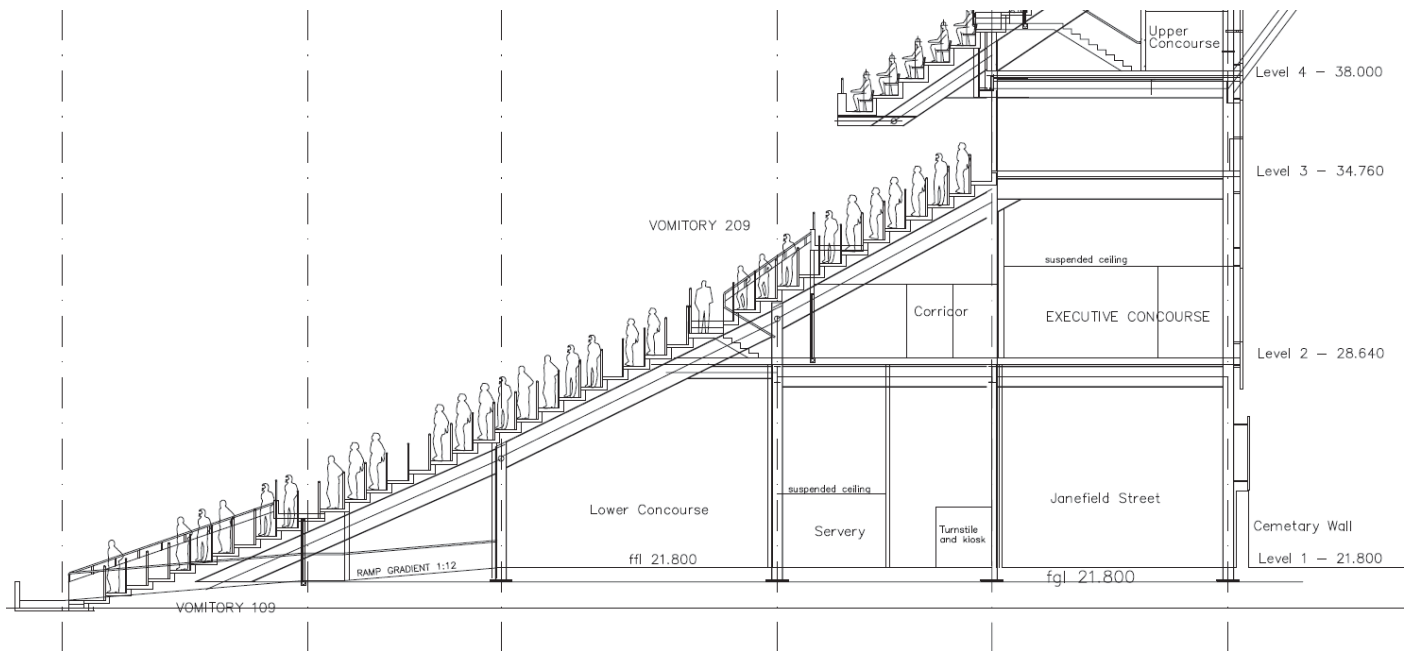 Upper
Concourse
Level 4 - 38.000
Level 3 - 34.760
VOMITORY 209
suspended ceiling
Corridor
EXECUTIVE CONCOURSE
Level 2 - 28.640
suspended ceiling
Lower Concourse
Servery
Turnstile
and kiosk
Janefield Street
Cemetary Wall
ffl 21.800
Level 1 - 21.800
RAMP GRADIENT 1:12
fgl 21.800
VOMITORY 109